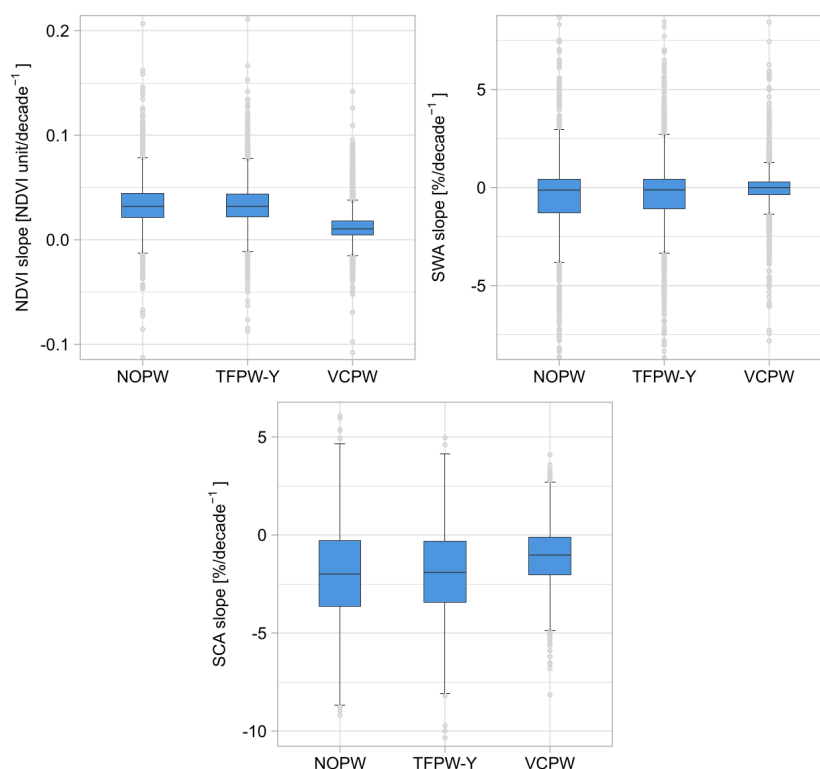 NDVI slope [NDVI unit/decade⁻¹ ]
0.2
0.1
0.0
-0.1
NOPW TFPW-Y VCPW
SWA slope [%/decade⁻¹ ]
5
0
-5
NOPW TFPW-Y VCPW
SCA slope [%/decade⁻¹ ]
5
0
-5
-10
NOPW TFPW-Y VCPW